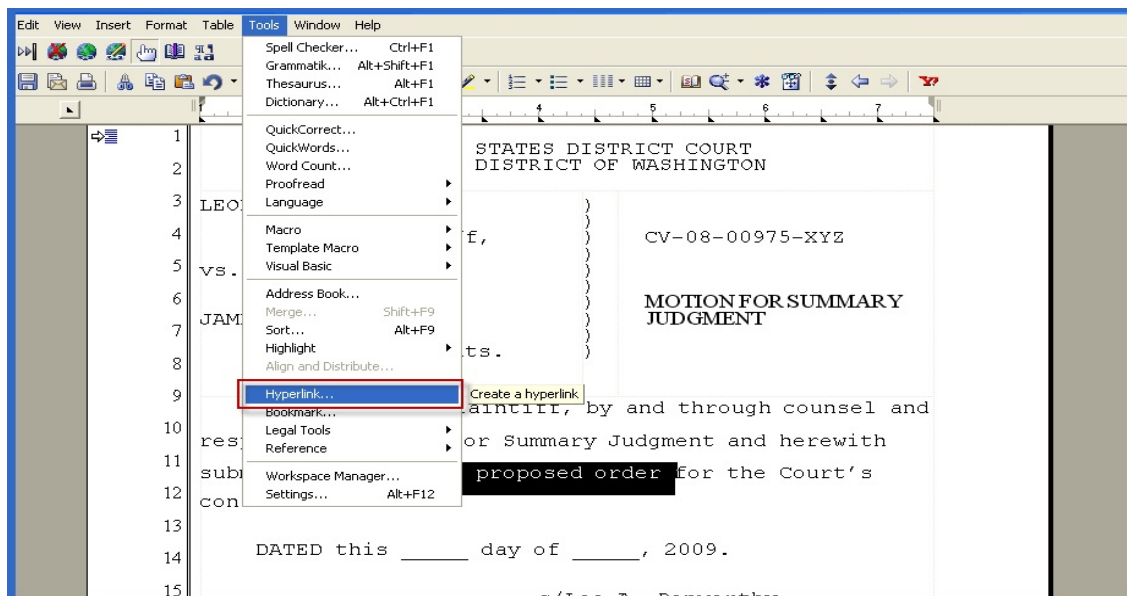 Edit View Insert Format Table Tools Window Help
Spell Checker... Ctrl+F1
Grammatik... Alt+Shift+F1
Thesaurus... Alt+F1
Dictionary... Alt+Ctrl+F1
QuickCorrect...
QuickWords...
Word Count...
Proofread
Language
Macro
Template Macro
Visual Basic
Address Book...
Merge... Shift+F9
Sort... Alt+F9
Highlight
Align and Distribute...
Hyperlink...
Create a hyperlink
Bookmark...
Legal Tools
Reference
Workspace Manager...
Settings... Alt+F12
4 5 6 7
1 STATES DISTRICT COURT
2 DISTRICT OF WASHINGTON
3 LEO )
4 f, ) CV-08-00975-XYZ
5 vs. )
6 ) MOTION FOR SUMMARY
7 JAM ) JUDGMENT
8 ts. )
9 aintiff, by and through counsel and
10 res or Summary Judgment and herewith
11 sub proposed order for the Court's
12 con
13
14 DATED this _____ day of _____, 2009.
15